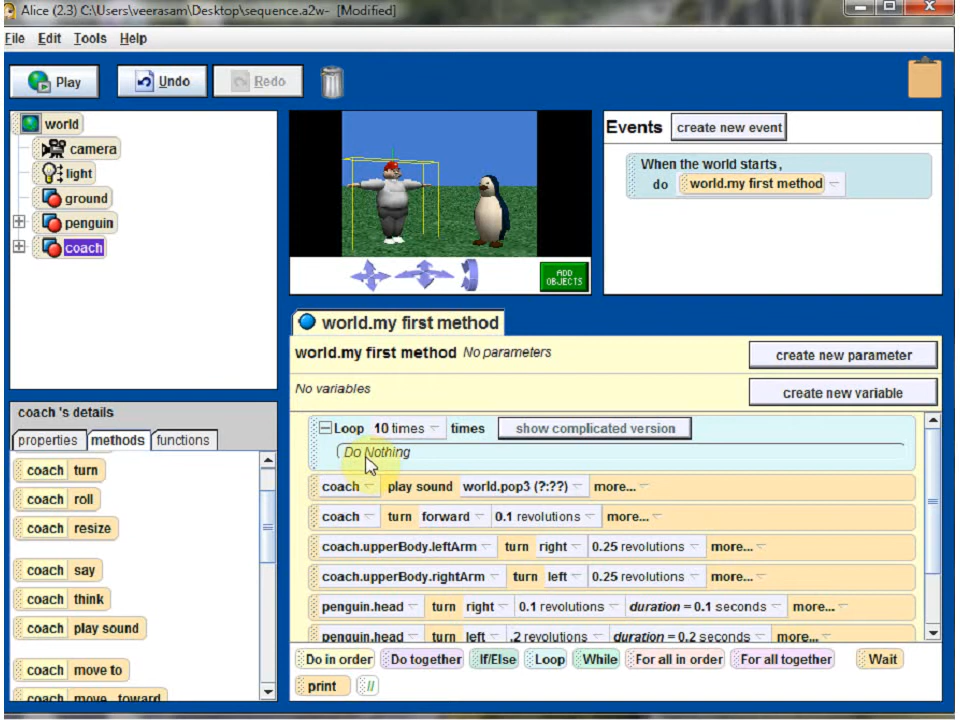 Alice (2.3) C:\Users\veerasam\Desktop\sequence.a2w- [Modified]
File Edit Tools Help
Play Undo Redo
world
camera
light
ground
penguin
coach
ADD
OBJECTS
Events create new event
When the world starts,
do world.my first method
coach 's details
properties methods functions
coach turn
coach roll
coach resize
coach say
coach think
coach play sound
coach move to
coach move toward
world.my first method
world.my first method No parameters create new parameter
No variables create new variable
Loop 10 times times show complicated version
Do Nothing
coach play sound world.pop3 (?:??) more...
coach turn forward 0.1 revolutions more...
coach.upperBody.leftArm turn right 0.25 revolutions more...
coach.upperBody.rightArm turn left 0.25 revolutions more...
penguin.head turn right 0.1 revolutions duration = 0.1 seconds more...
penguin.head turn left .2 revolutions duration = 0.2 seconds more...
Do in order Do together If/Else Loop While For all in order For all together Wait
print //